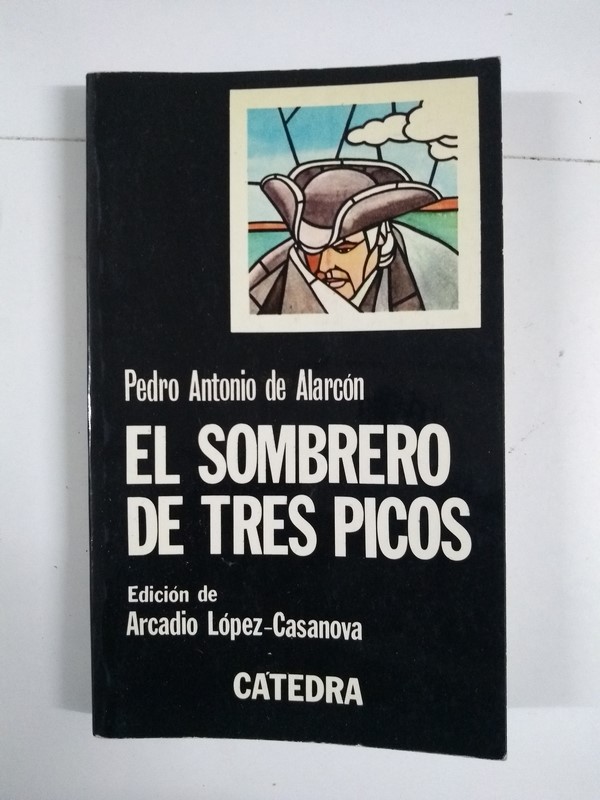 Pedro Antonio de Alarcón
EL SOMBRERO
DE TRES PICOS
Edición de
Arcadio López-Casanova
CÁTEDRA